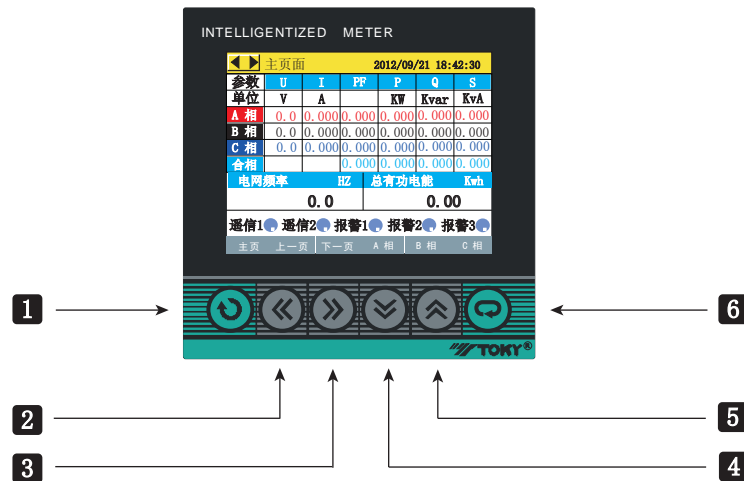 INTELLIGENTIZED METER
主页面 2012/09/21 18:42:30
参数 U I PF P Q S
单位 V A KW Kvar KvA
A 相 0.0 0.000 0.000 0.000 0.000 0.000
B 相 0.0 0.000 0.000 0.000 0.000 0.000
C 相 0.0 0.000 0.000 0.000 0.000 0.000
合相 0.000 0.000 0.000 0.000
电网频率 HZ 总有功电能 Kwh
0.0 0.00
遥信1 遥信2 报警1 报警2 报警3
主页 上一页 下一页 A 相 B 相 C 相
1 6
TOKY®
2 5
3 4